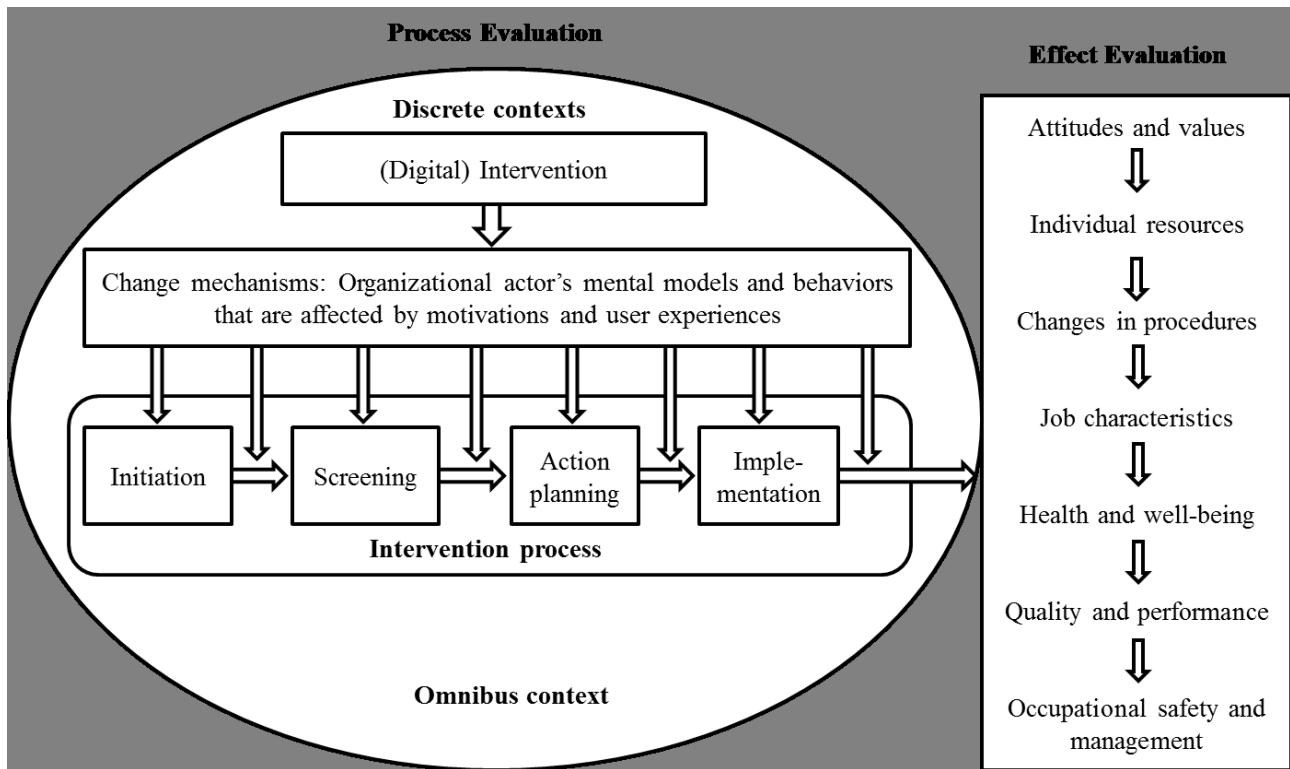 Process Evaluation
Discrete contexts
(Digital) Intervention
Change mechanisms: Organizational actor's mental models and behaviors
that are affected by motivations and user experiences
Initiation
Screening
Action
planning
Imple-
mentation
Intervention process
Omnibus context
Effect Evaluation
Attitudes and values
Individual resources
Changes in procedures
Job characteristics
Health and well-being
Quality and performance
Occupational safety and
management